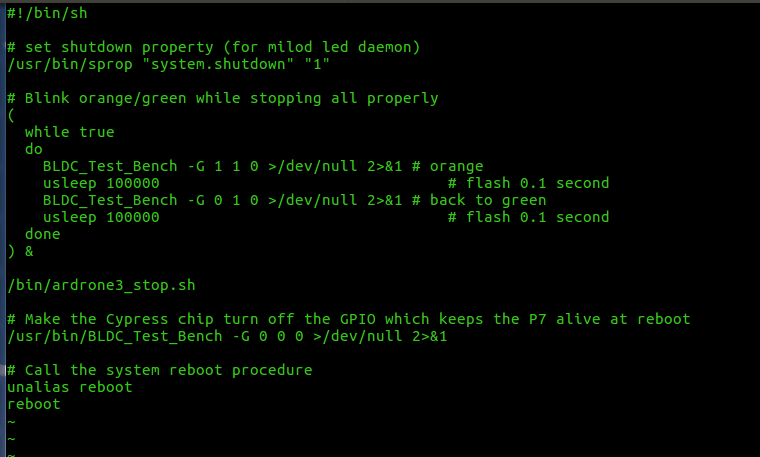 #!/bin/sh

# set shutdown property (for milod led daemon)
/usr/bin/sprop "system.shutdown" "1"

# Blink orange/green while stopping all properly
(
  while true
  do
    BLDC_Test_Bench -G 1 1 0 >/dev/null 2>&1 # orange
    usleep 100000                                # flash 0.1 second
    BLDC_Test_Bench -G 0 1 0 >/dev/null 2>&1 # back to green
    usleep 100000                                # flash 0.1 second
  done
) &

/bin/ardrone3_stop.sh

# Make the Cypress chip turn off the GPIO which keeps the P7 alive at reboot
/usr/bin/BLDC_Test_Bench -G 0 0 0 >/dev/null 2>&1

# Call the system reboot procedure
unalias reboot
reboot
~
~
~